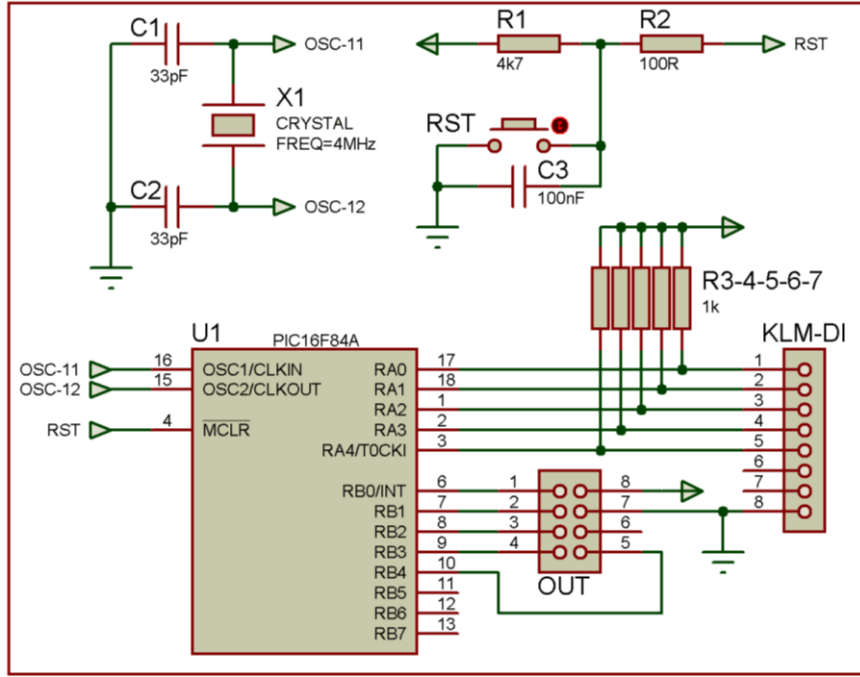 C1
33pF
OSC-11
X1
CRYSTAL
FREQ=4MHz
C2
33pF
OSC-12
R1
4k7
R2
100R
RST
RST
C3
100nF
R3-4-5-6-7
1k
KLM-DI
1
2
3
4
5
6
7
8
U1
PIC16F84A
OSC-11
16
OSC1/CLKIN
OSC-12
15
OSC2/CLKOUT
RST
4
MCLR
RA0
17
RA1
18
RA2
1
RA3
2
RA4/T0CKI
3
RB0/INT
6
RB1
7
RB2
8
RB3
9
RB4
10
RB5
11
RB6
12
RB7
13
1
2
3
4
8
7
6
5
OUT